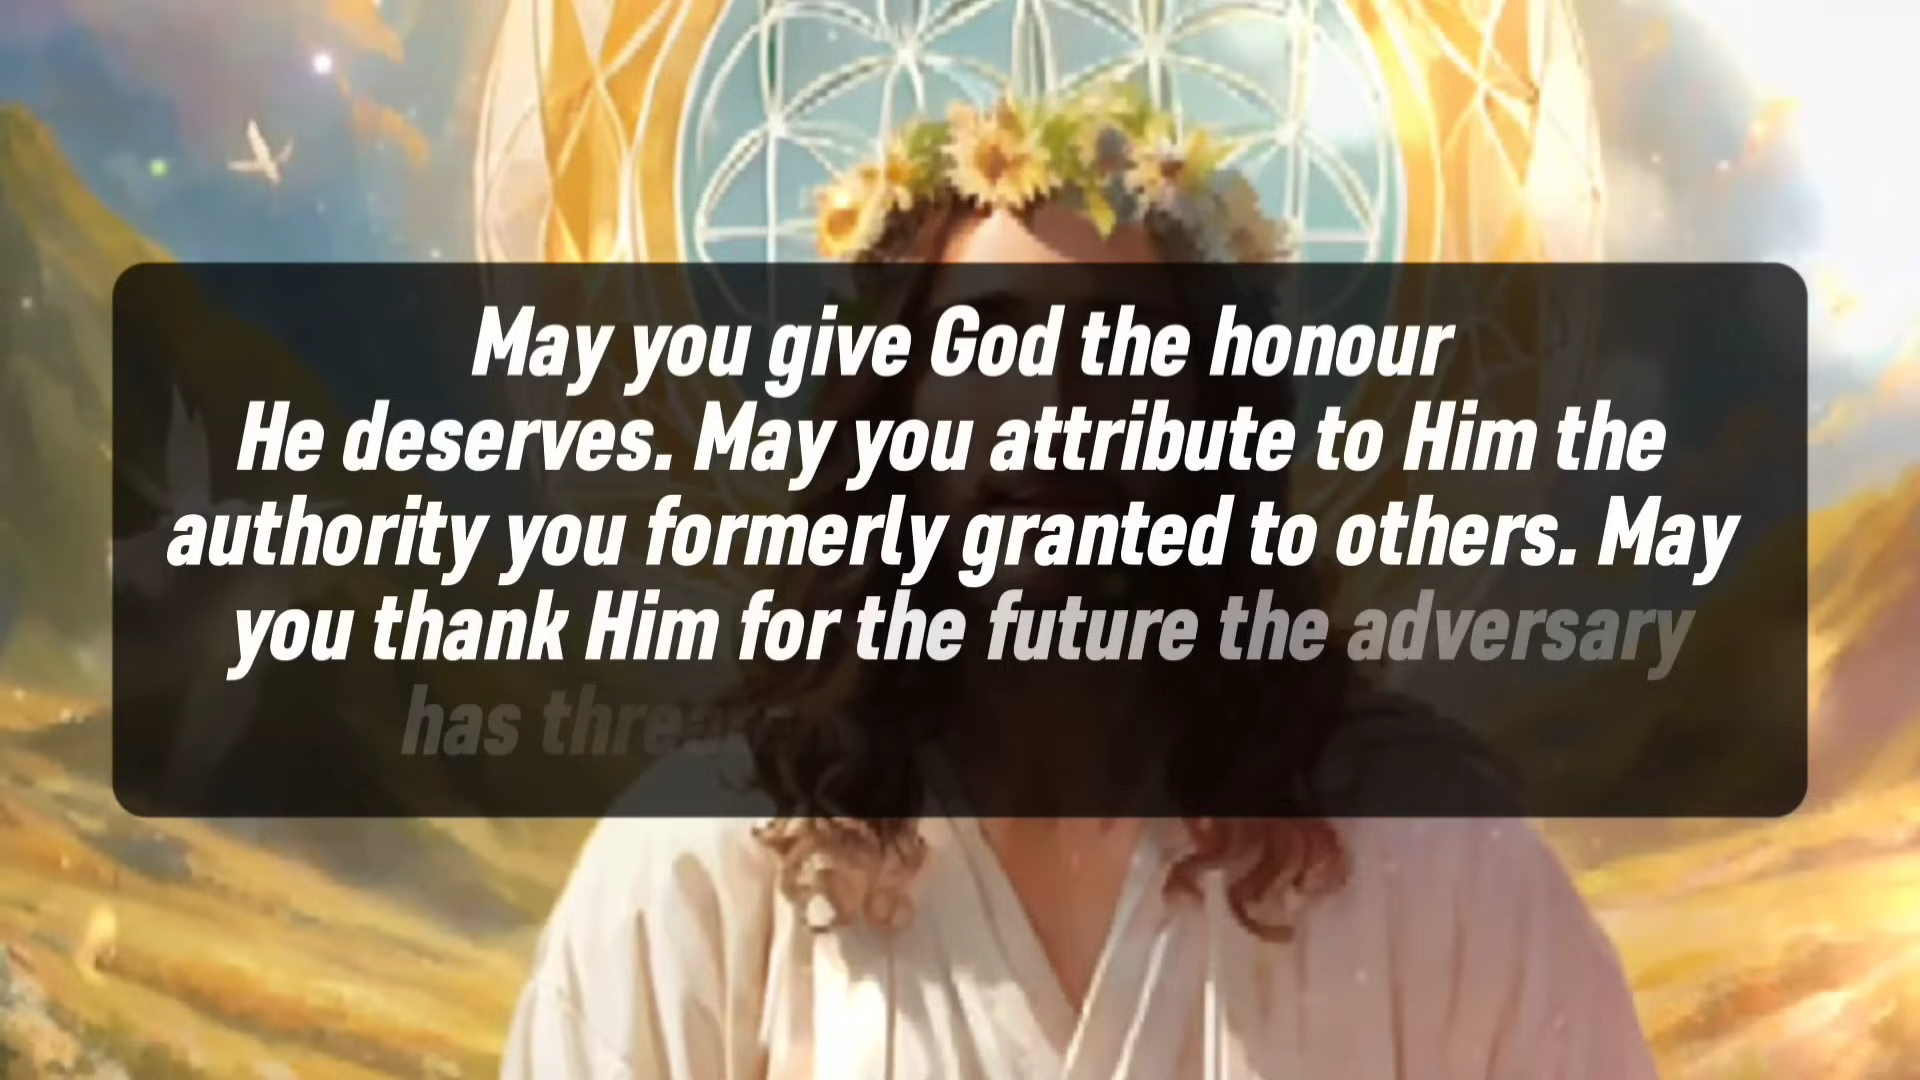 May you give God the honour
He deserves. May you attribute to Him the
authority you formerly granted to others. May
you thank Him for the future the adversary
has